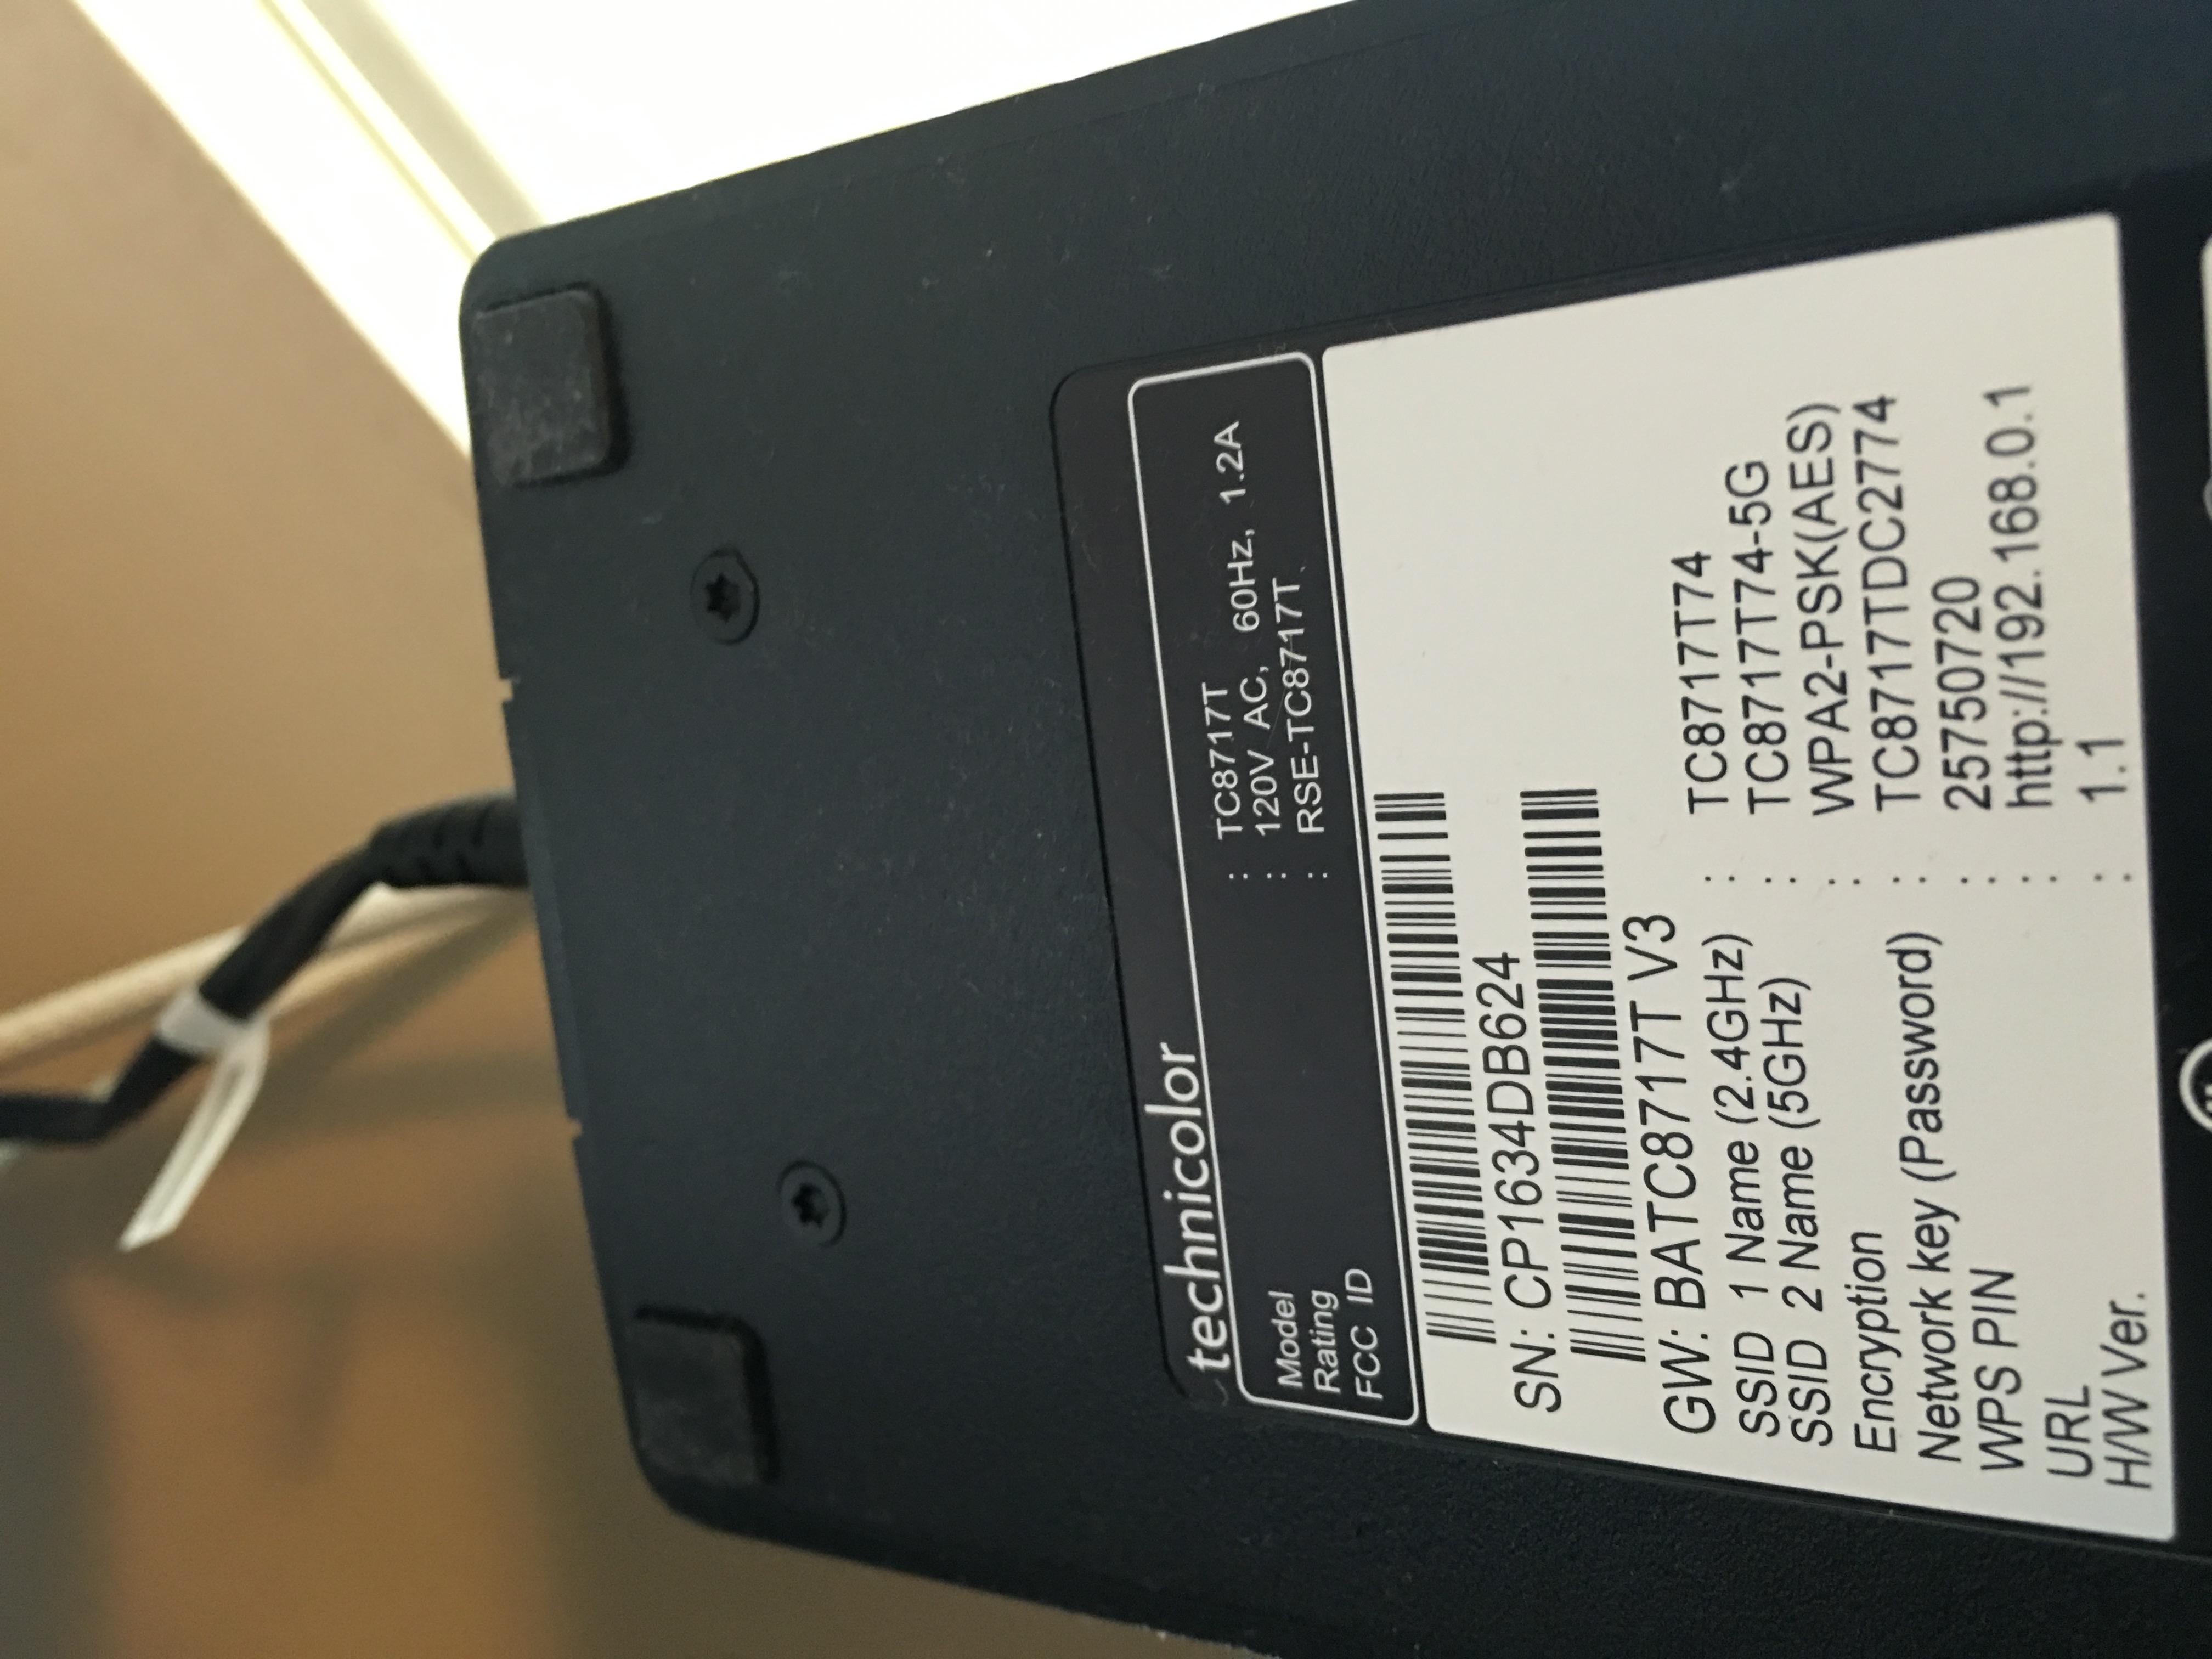 technicolor
Model : TC8717T
Rating : 120V AC, 60Hz, 1.2A
FCC ID : RSE-TC8717T
SN: CP1634DB624
GW: BATC8717T V3
SSID 1 Name (2.4GHz) : TC8717T74
SSID 2 Name (5GHz) : TC8717T74-5G
Encryption : WPA2-PSK(AES)
Network key (Password) : TC8717TDC2774
WPS PIN : 25750720
URL : http://192.168.0.1
H/W Ver. : 1.1